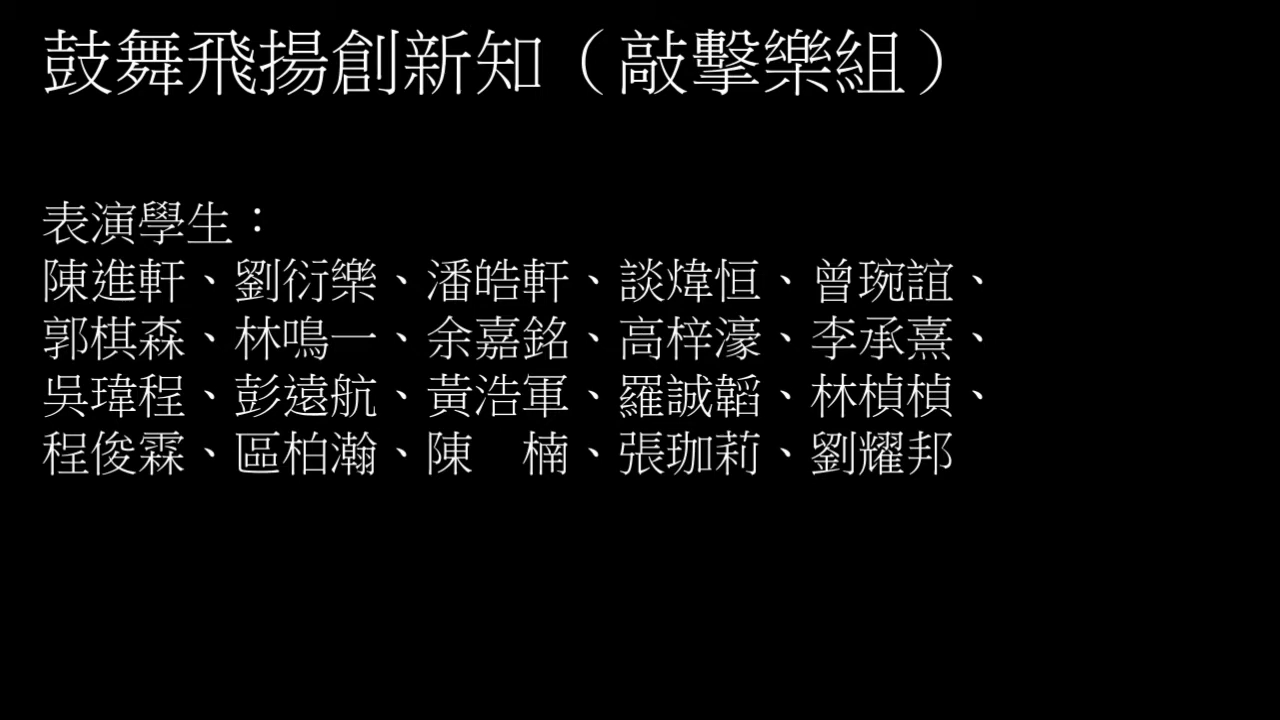 鼓舞飛揚創新知（敲擊樂組）
表演學生：
陳進軒、劉衍樂、潘皓軒、談煒恒、曾琬誼、
郭棋森、林鳴一、余嘉銘、高梓濠、李承熹、
吳瑋程、彭遠航、黃浩軍、羅誠韜、林楨楨、
程俊霖、區柏瀚、陳　楠、張珈莉、劉耀邦